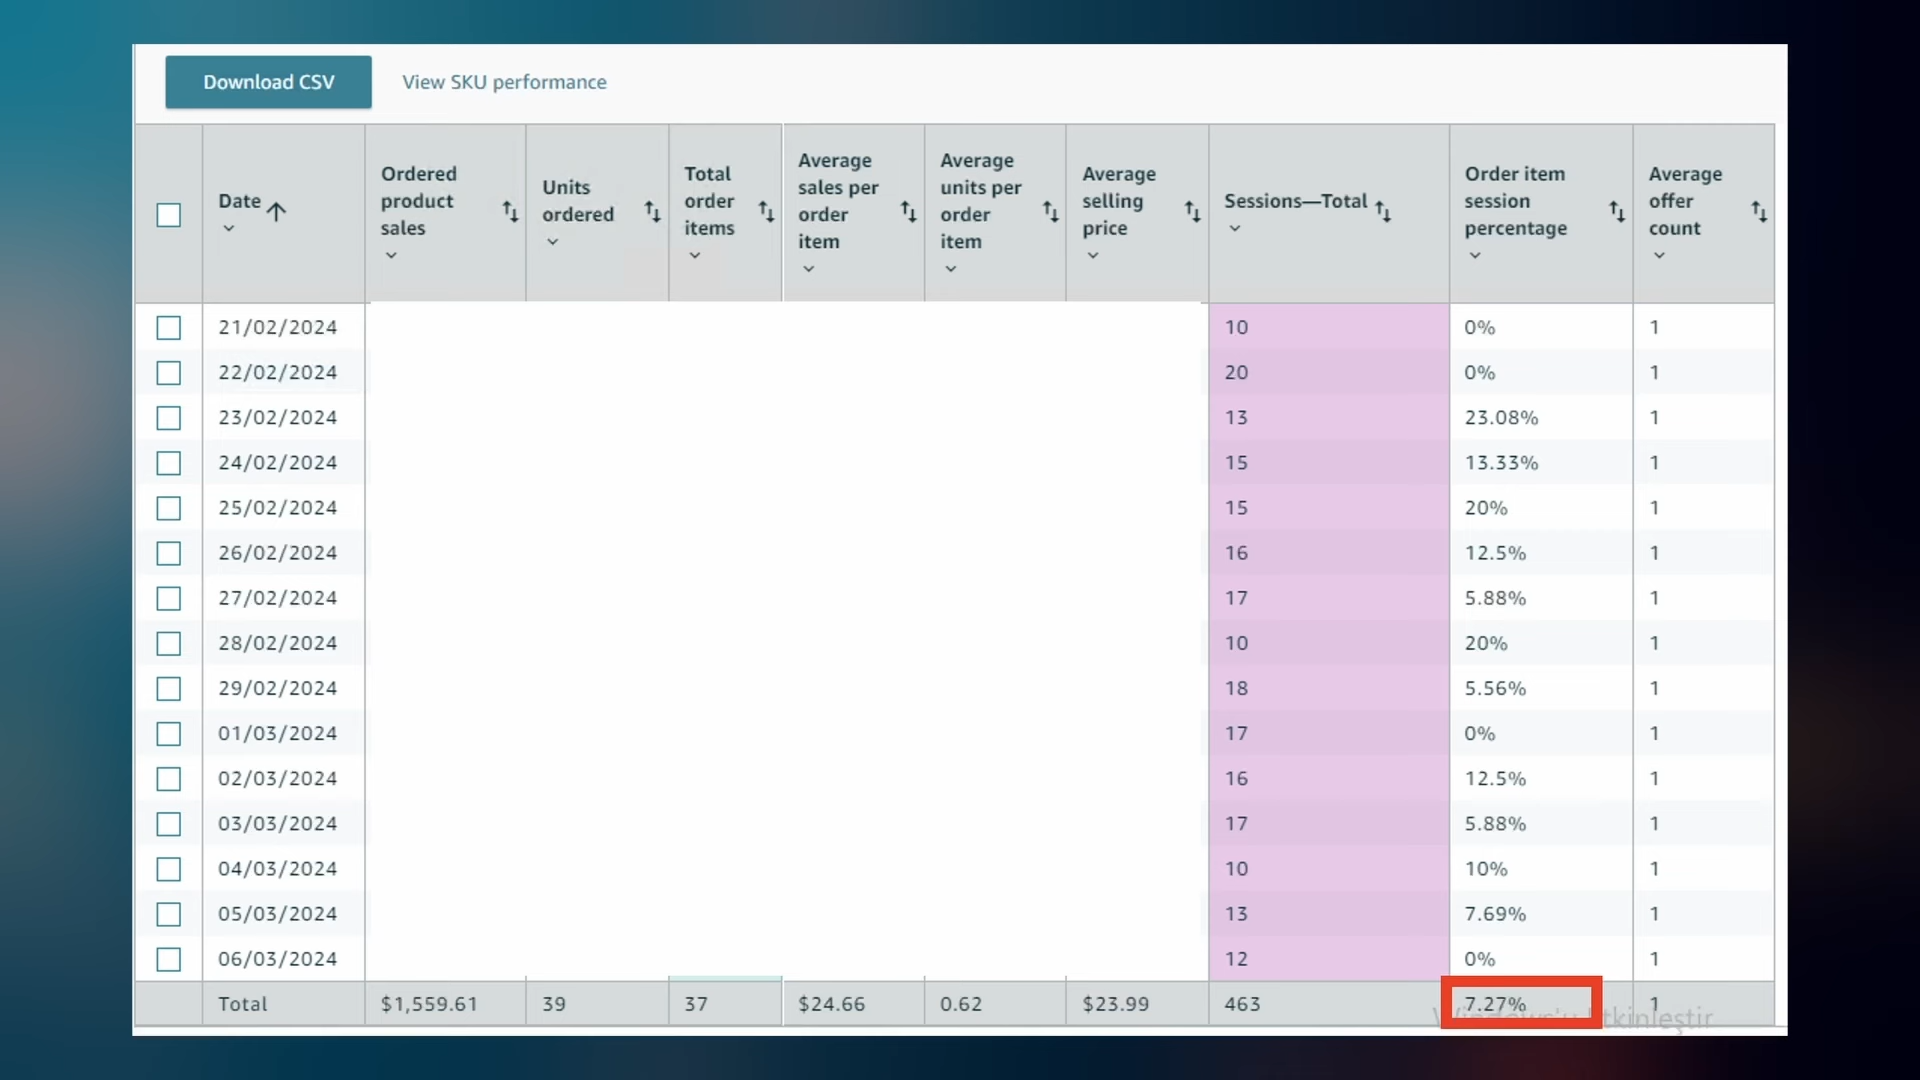 Download CSV View SKU performance
Date Ordered product sales Units ordered Total order items Average sales per order item Average units per order item Average selling price Sessions—Total Order item session percentage Average offer count
21/02/2024 10 0% 1
22/02/2024 20 0% 1
23/02/2024 13 23.08% 1
24/02/2024 15 13.33% 1
25/02/2024 15 20% 1
26/02/2024 16 12.5% 1
27/02/2024 17 5.88% 1
28/02/2024 10 20% 1
29/02/2024 18 5.56% 1
01/03/2024 17 0% 1
02/03/2024 16 12.5% 1
03/03/2024 17 5.88% 1
04/03/2024 10 10% 1
05/03/2024 13 7.69% 1
06/03/2024 12 0% 1
Total $1,559.61 39 37 $24.66 0.62 $23.99 463 7.27% 1